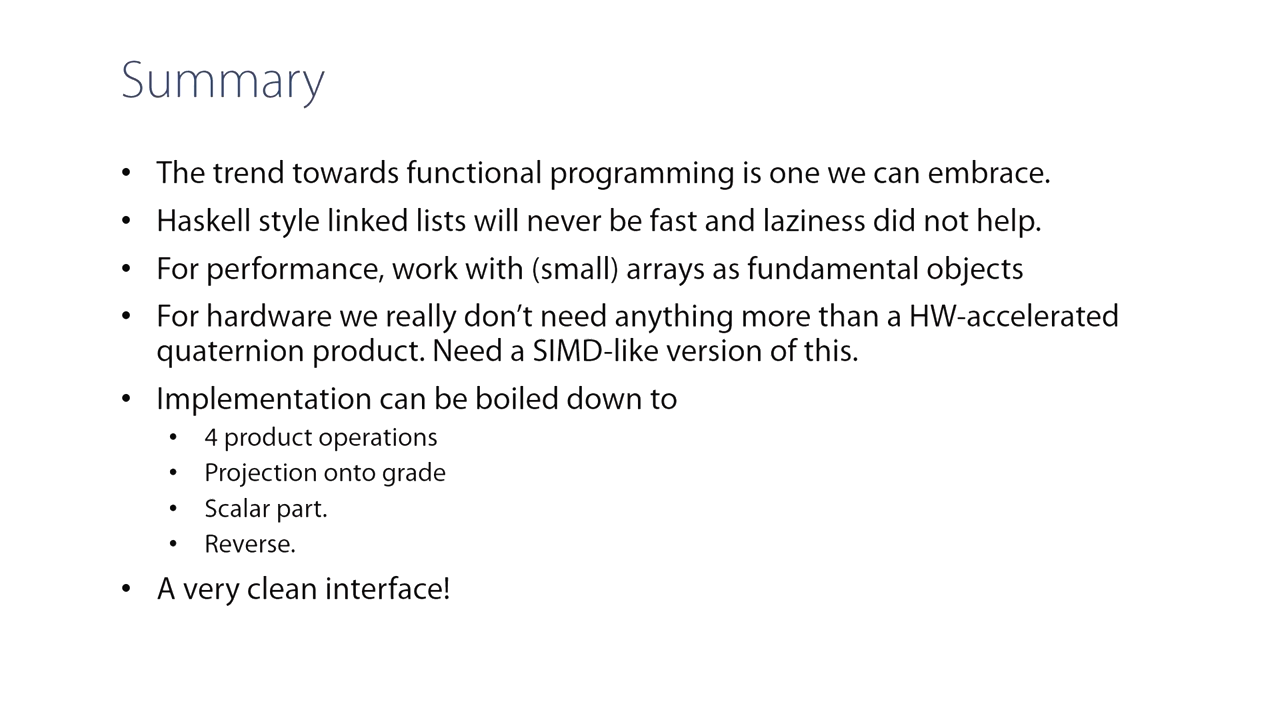 Summary
• The trend towards functional programming is one we can embrace.
• Haskell style linked lists will never be fast and laziness did not help.
• For performance, work with (small) arrays as fundamental objects
• For hardware we really don’t need anything more than a HW-accelerated
quaternion product. Need a SIMD-like version of this.
• Implementation can be boiled down to
• 4 product operations
• Projection onto grade
• Scalar part.
• Reverse.
• A very clean interface!